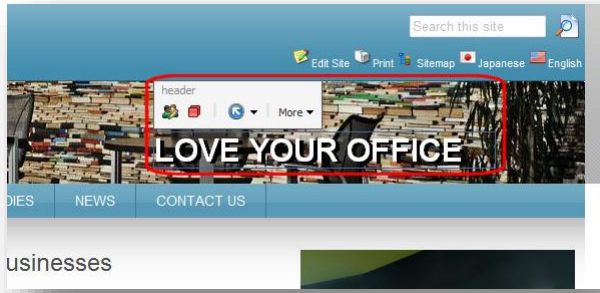 Search this site
Edit Site Print Sitemap Japanese English
header
More
LOVE YOUR OFFICE
DIES NEWS CONTACT US
usinesses